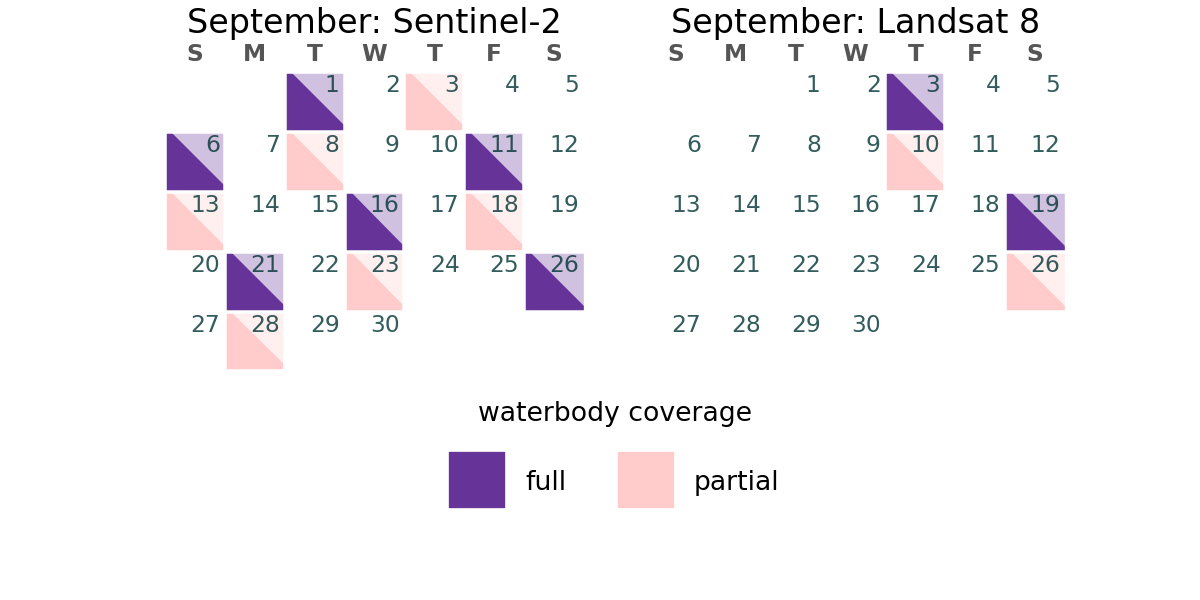 September: Sentinel-2
S M T W T F S
1 2 3 4 5
6 7 8 9 10 11 12
13 14 15 16 17 18 19
20 21 22 23 24 25 26
27 28 29 30
September: Landsat 8
S M T W T F S
1 2 3 4 5
6 7 8 9 10 11 12
13 14 15 16 17 18 19
20 21 22 23 24 25 26
27 28 29 30
waterbody coverage
full partial